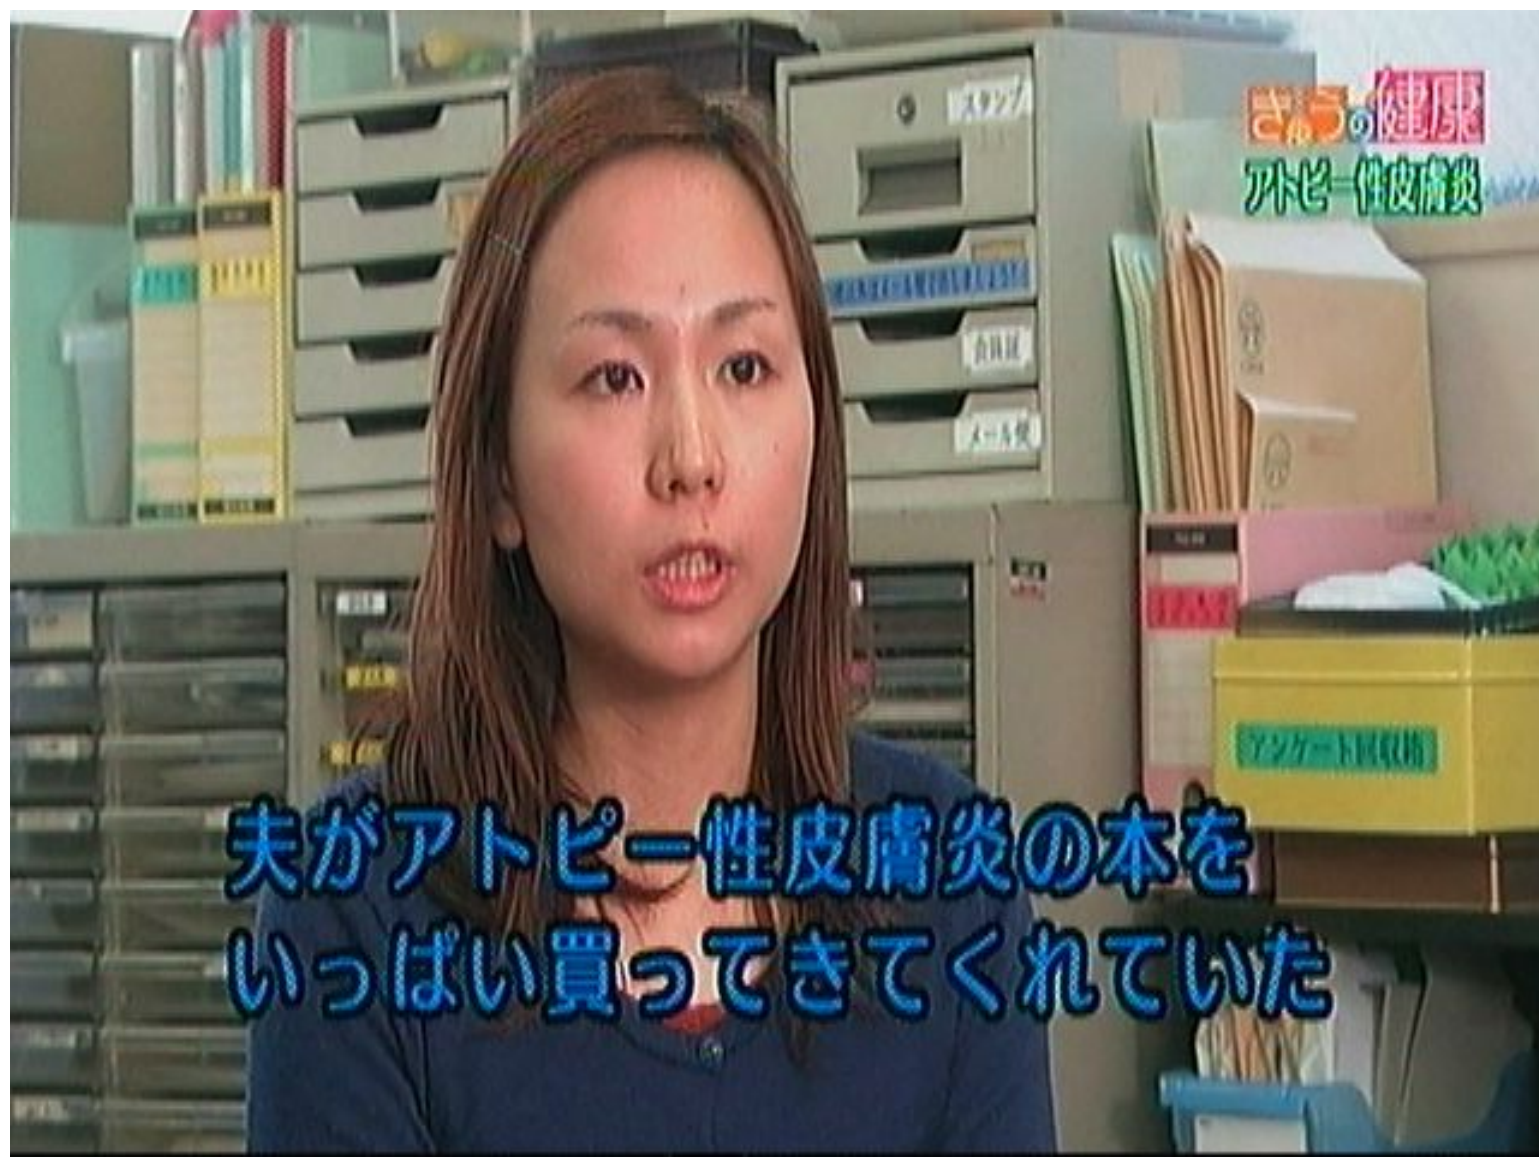 きょうの健康
アトピー性皮膚炎
スタンプ
会員証
メール便
アンケート回収箱
夫がアトピー性皮膚炎の本を
いっぱい買ってきてくれていた